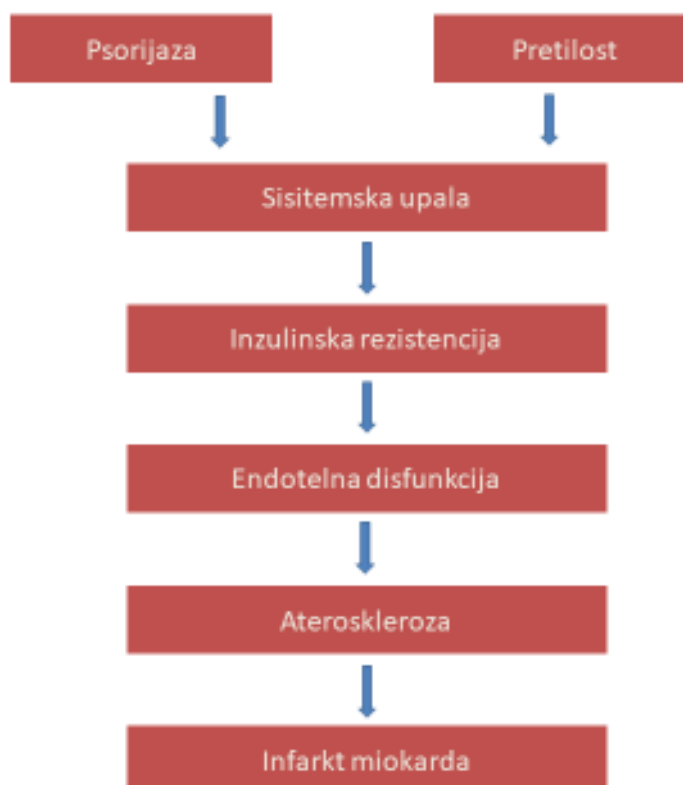 Psorijaza
Pretilost
Sisitemska upala
Inzulinska rezistencija
Endotelna disfunkcija
Ateroskleroza
Infarkt miokarda